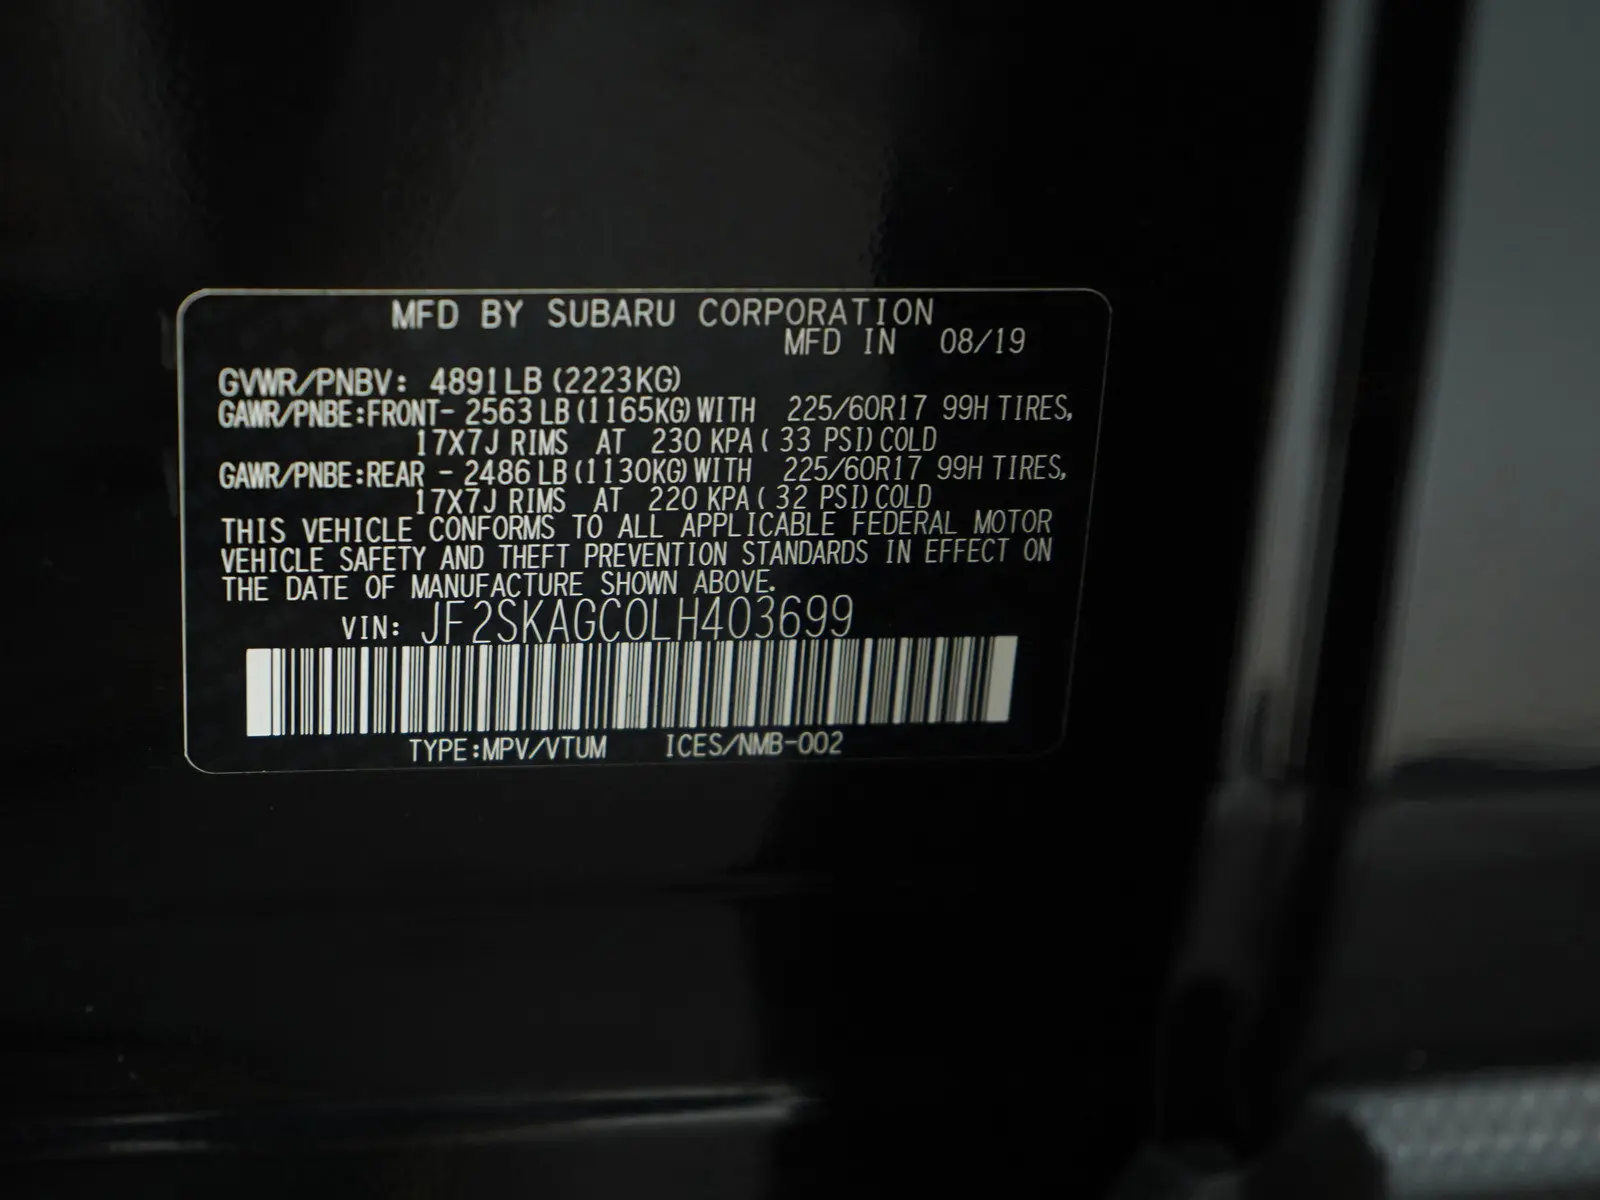 MFD BY SUBARU CORPORATION
MFD IN 08/19
GVWR/PNBV: 4891LB (2223KG)
GAWR/PNBE:FRONT- 2563 LB (1165KG) WITH 225/60R17 99H TIRES,
17X7J RIMS AT 230 KPA ( 33 PSI) COLD
GAWR/PNBE:REAR - 2486 LB (1130KG) WITH 225/60R17 99H TIRES,
17X7J RIMS AT 220 KPA ( 32 PSI) COLD
THIS VEHICLE CONFORMS TO ALL APPLICABLE FEDERAL MOTOR
VEHICLE SAFETY AND THEFT PREVENTION STANDARDS IN EFFECT ON
THE DATE OF MANUFACTURE SHOWN ABOVE.
VIN: JF2SKAGC0LH403699
TYPE:MPV/VTUM ICES/NMB-002